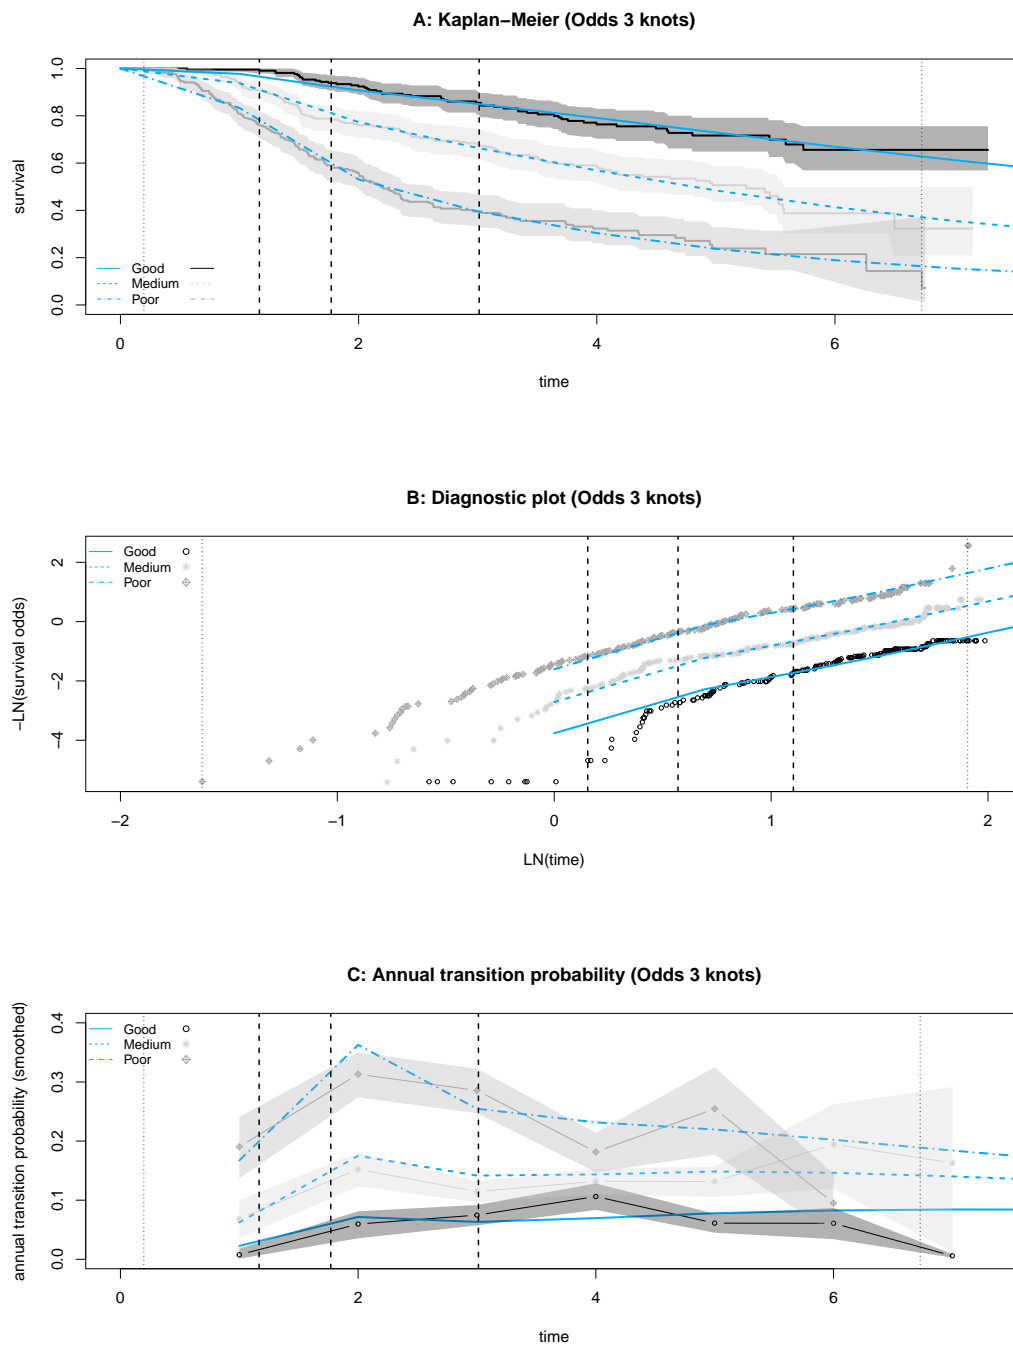 A: Kaplan−Meier (Odds 3 knots)
survival
1.0
0.8
0.6
0.4
0.2
0.0
Good
Medium
Poor
0 2 4 6
time
B: Diagnostic plot (Odds 3 knots)
−LN(survival odds)
2
0
−2
−4
Good
Medium
Poor
−2 −1 0 1 2
LN(time)
C: Annual transition probability (Odds 3 knots)
annual transition probability (smoothed)
0.4
0.3
0.2
0.1
0.0
Good
Medium
Poor
0 2 4 6
time